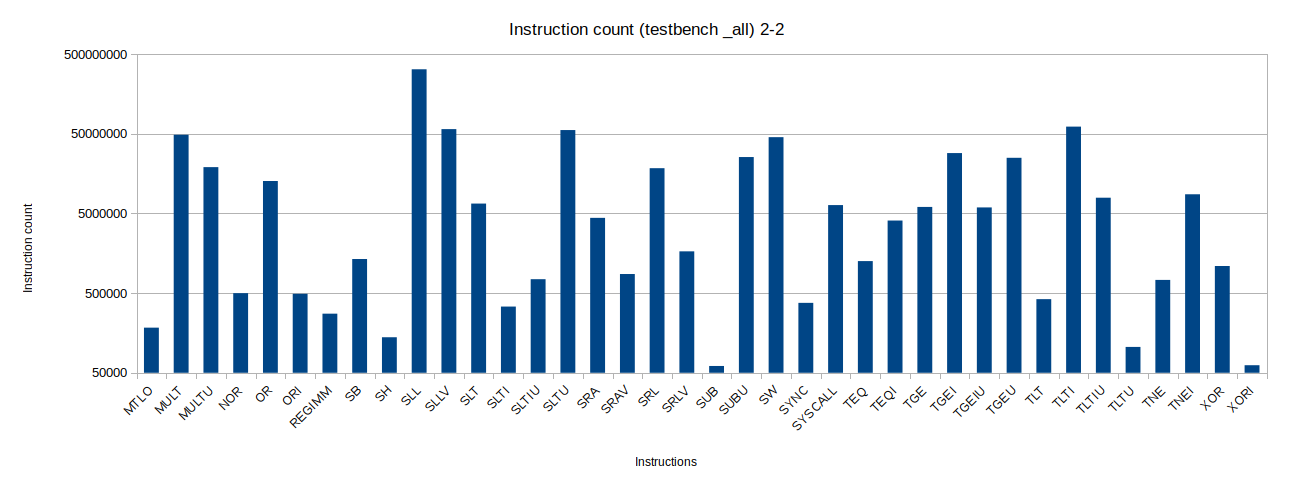 Instruction count (testbench _all) 2-2
500000000
50000000
5000000
500000
50000
Instruction count
MTLO
MULT
MULTU
NOR
OR
ORI
REGIMM
SB
SH
SLL
SLLV
SLT
SLTI
SLTIU
SLTU
SRA
SRAV
SRL
SRLV
SUB
SUBU
SW
SYNC
SYSCALL
TEQ
TEQI
TGE
TGEI
TGEIU
TGEU
TLT
TLTI
TLTIU
TLTU
TNE
TNEI
XOR
XORI
Instructions